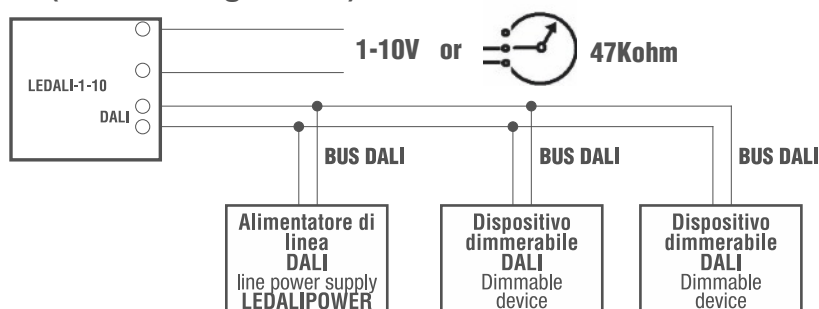 1-10V or 47Kohm
LEDALI-1-10
DALI
BUS DALI
BUS DALI
BUS DALI
Alimentatore di
linea
DALI
line power supply
LEDALIPOWER
Dispositivo
dimmerabile
DALI
Dimmable
device
Dispositivo
dimmerabile
DALI
Dimmable
device